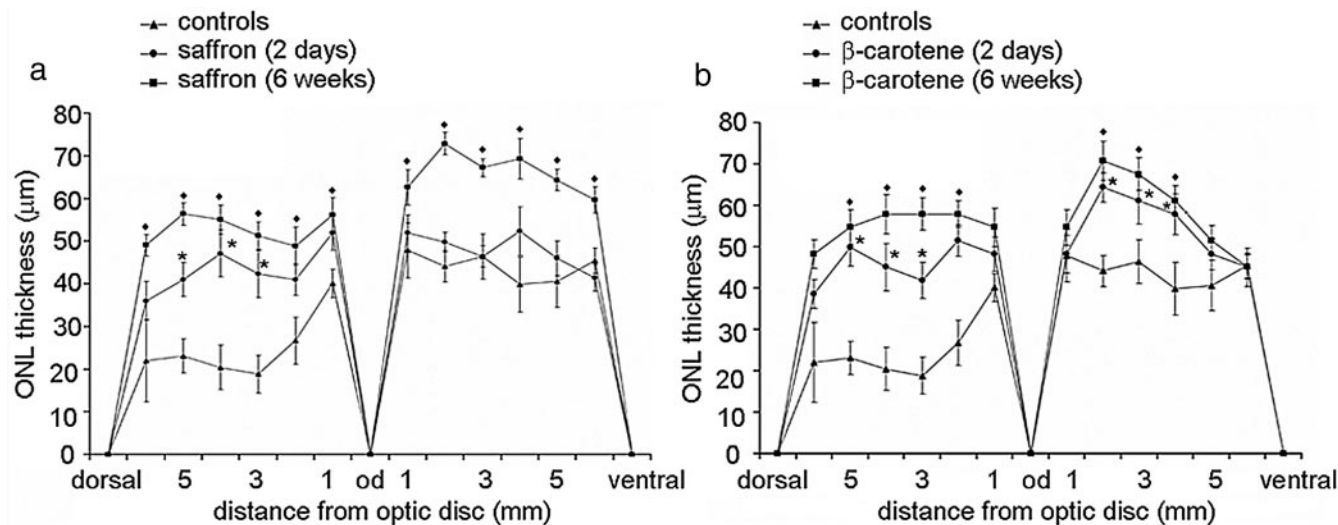 controls
saffron (2 days)
saffron (6 weeks)
a
ONL thickness (µm)
80
70
60
50
40
30
20
10
0
dorsal 5 3 1 od 1 3 5 ventral
distance from optic disc (mm)
controls
β-carotene (2 days)
β-carotene (6 weeks)
b
ONL thickness (µm)
80
70
60
50
40
30
20
10
0
dorsal 5 3 1 od 1 3 5 ventral
distance from optic disc (mm)